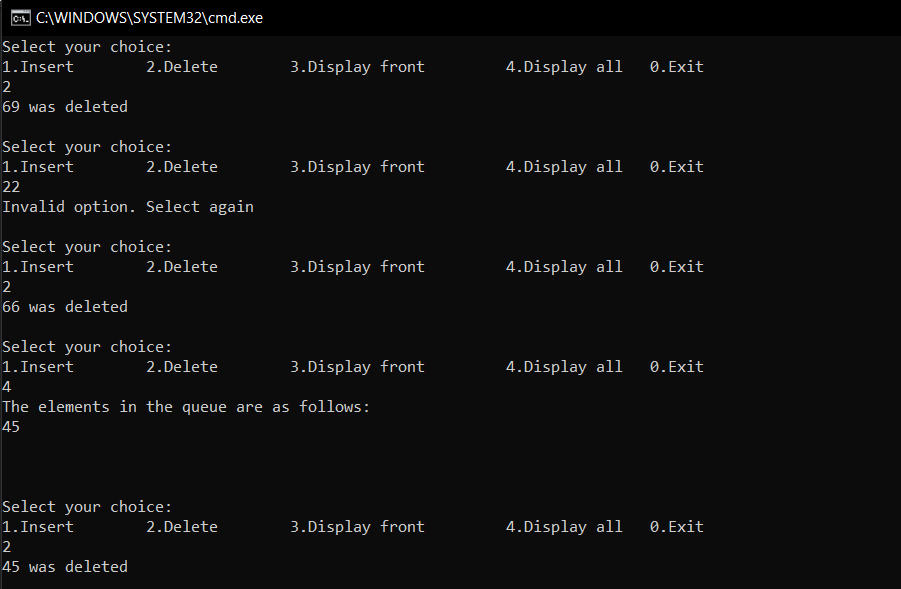 C:\WINDOWS\SYSTEM32\cmd.exe
Select your choice:
1.Insert        2.Delete        3.Display front         4.Display all   0.Exit
2
69 was deleted
Select your choice:
1.Insert        2.Delete        3.Display front         4.Display all   0.Exit
22
Invalid option. Select again
Select your choice:
1.Insert        2.Delete        3.Display front         4.Display all   0.Exit
2
66 was deleted
Select your choice:
1.Insert        2.Delete        3.Display front         4.Display all   0.Exit
4
The elements in the queue are as follows:
45
Select your choice:
1.Insert        2.Delete        3.Display front         4.Display all   0.Exit
2
45 was deleted